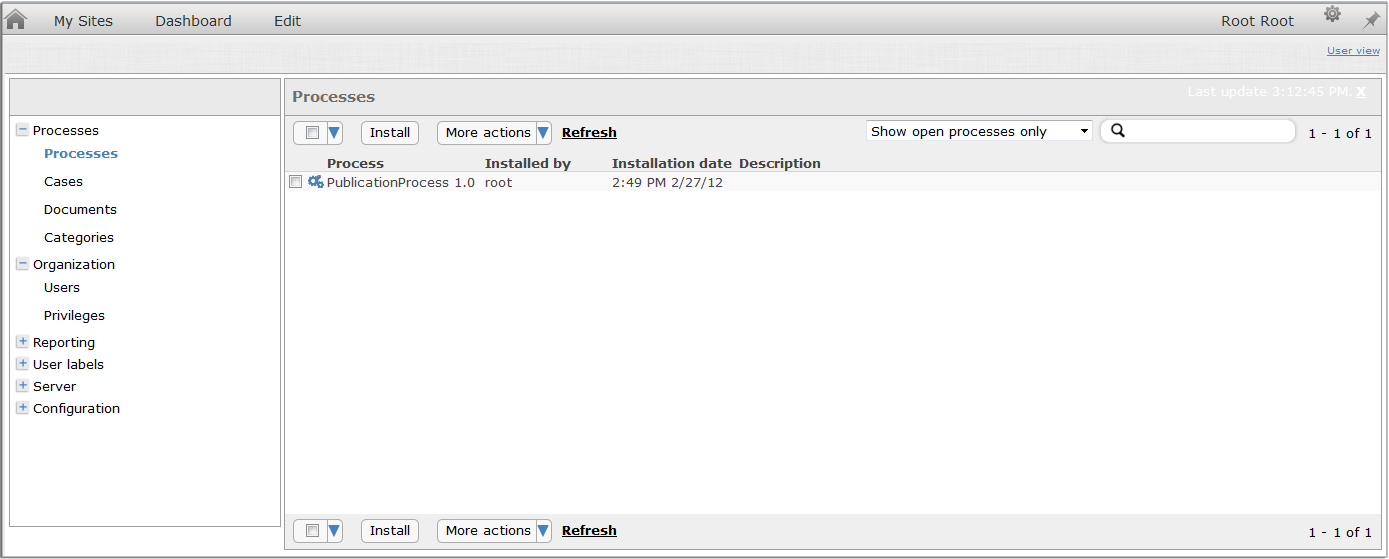 My Sites Dashboard Edit Root Root
User view
Processes
Processes
Cases
Documents
Categories
Organization
Users
Privileges
Reporting
User labels
Server
Configuration
Processes Last update 3:12:45 PM. X
Install More actions Refresh Show open processes only 1 - 1 of 1
Process Installed by Installation date Description
PublicationProcess 1.0 root 2:49 PM 2/27/12
Install More actions Refresh 1 - 1 of 1